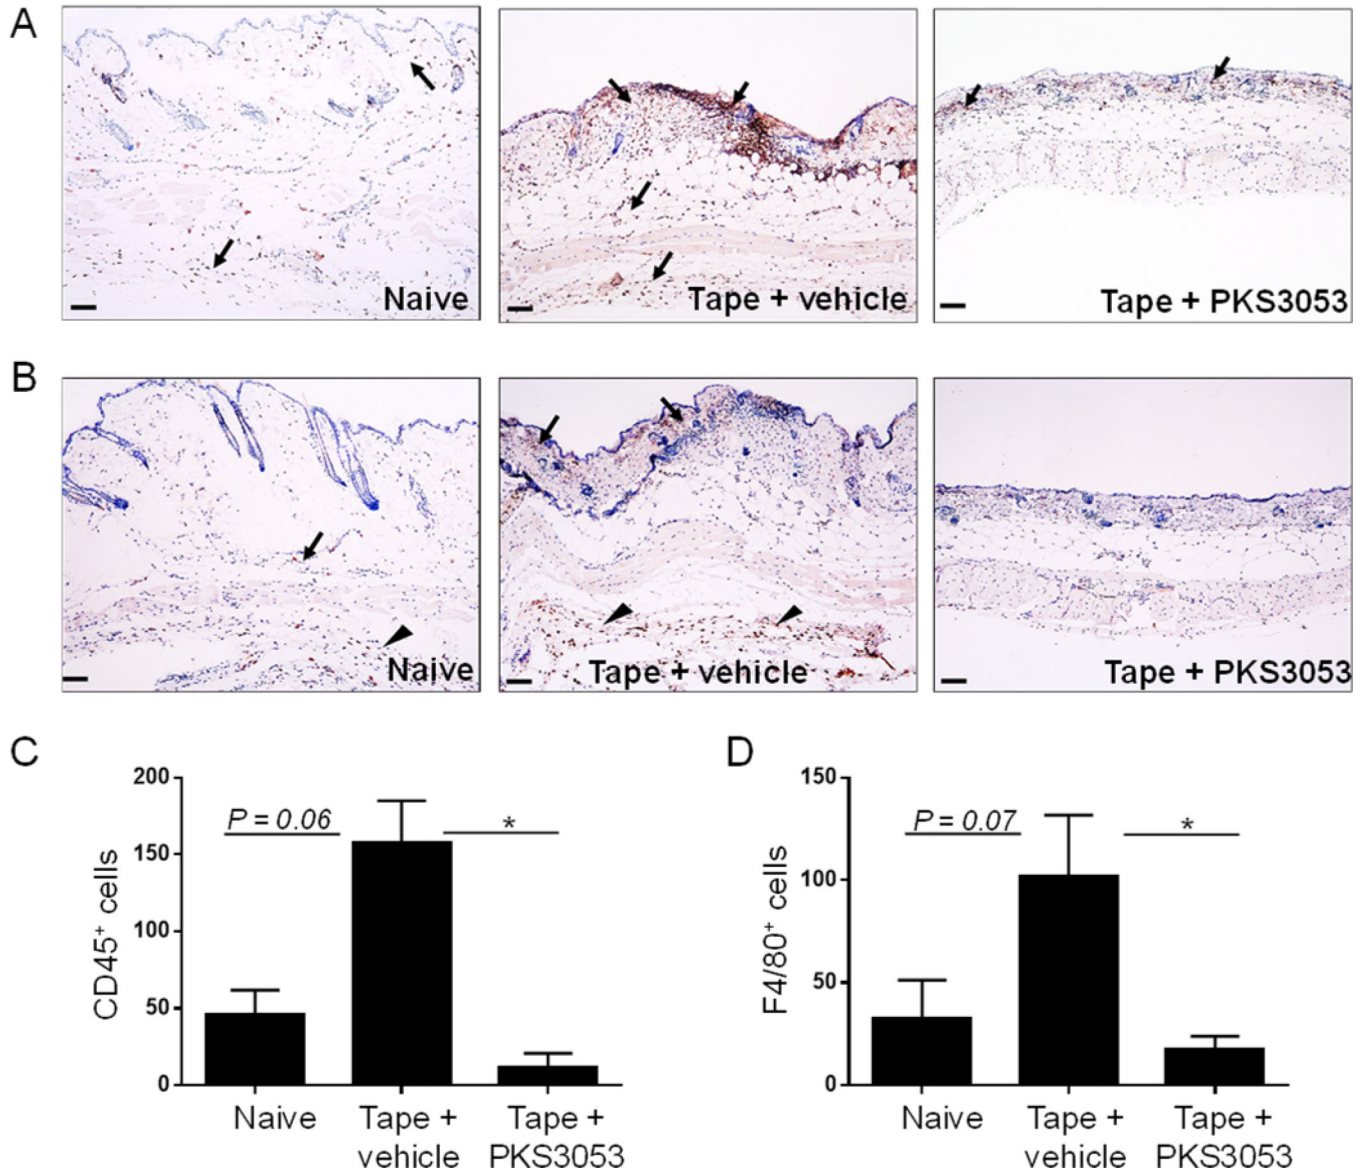 A
Naive
Tape + vehicle
Tape + PKS3053
B
Naive
Tape + vehicle
Tape + PKS3053
C
CD45⁺ cells
200
150
100
50
0
P = 0.06
*
Naive
Tape +
vehicle
Tape +
PKS3053
D
F4/80⁺ cells
150
100
50
0
P = 0.07
*
Naive
Tape +
vehicle
Tape +
PKS3053